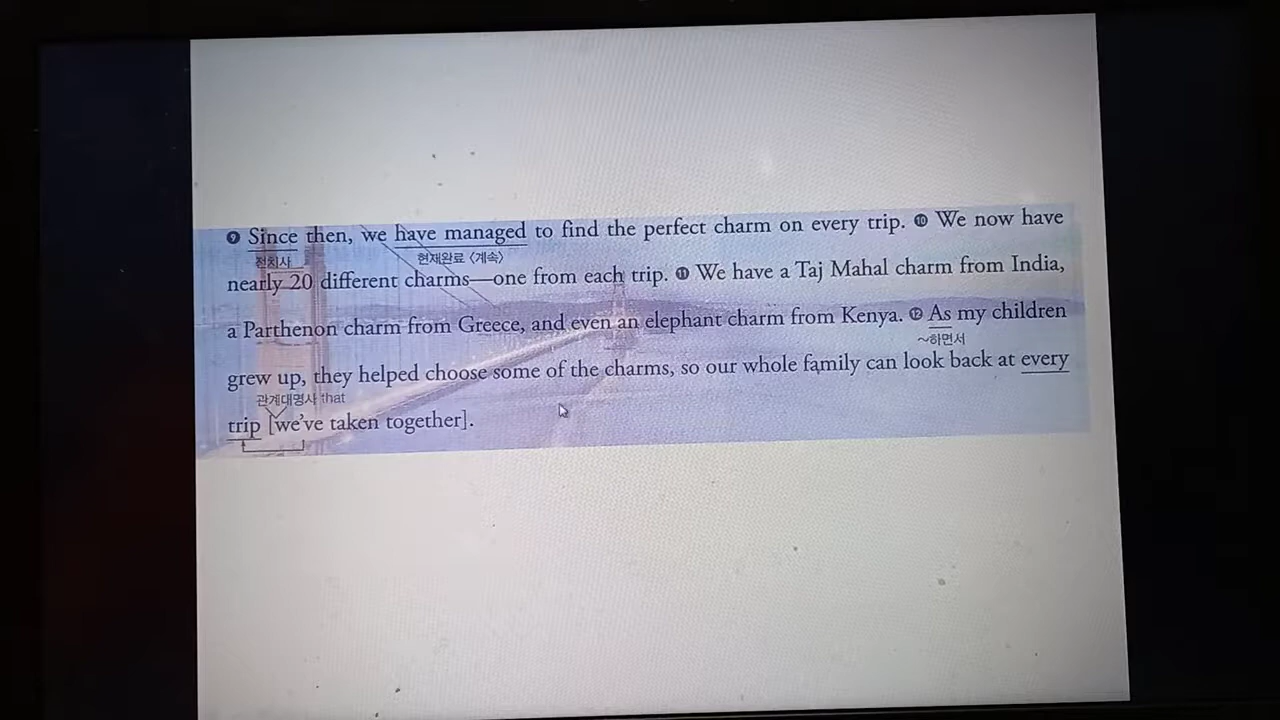 ❾ Since then, we have managed to find the perfect charm on every trip. ❿ We now have
전치사 현재완료 〈계속〉
nearly 20 different charms—one from each trip. ⓫ We have a Taj Mahal charm from India,
a Parthenon charm from Greece, and even an elephant charm from Kenya. ⓬ As my children
~하면서
grew up, they helped choose some of the charms, so our whole family can look back at every
관계대명사 that
trip [we've taken together].